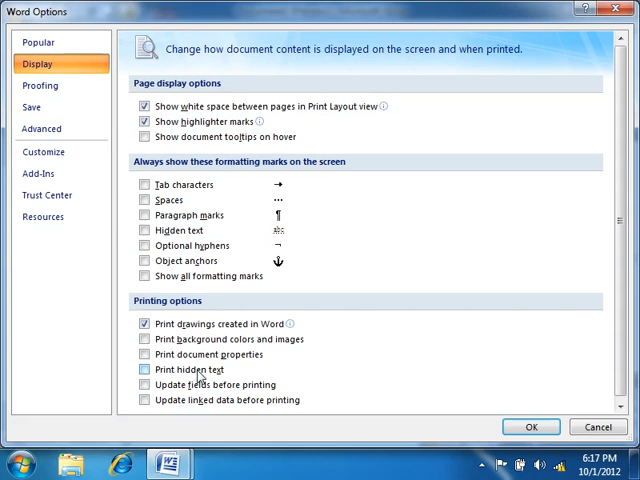 Word Options
Popular
Display
Proofing
Save
Advanced
Customize
Add-Ins
Trust Center
Resources
Change how document content is displayed on the screen and when printed.
Page display options
Show white space between pages in Print Layout view
Show highlighter marks
Show document tooltips on hover
Always show these formatting marks on the screen
Tab characters →
Spaces ...
Paragraph marks ¶
Hidden text abc
Optional hyphens ¬
Object anchors
Show all formatting marks
Printing options
Print drawings created in Word
Print background colors and images
Print document properties
Print hidden text
Update fields before printing
Update linked data before printing
OK Cancel
6:17 PM
10/1/2012